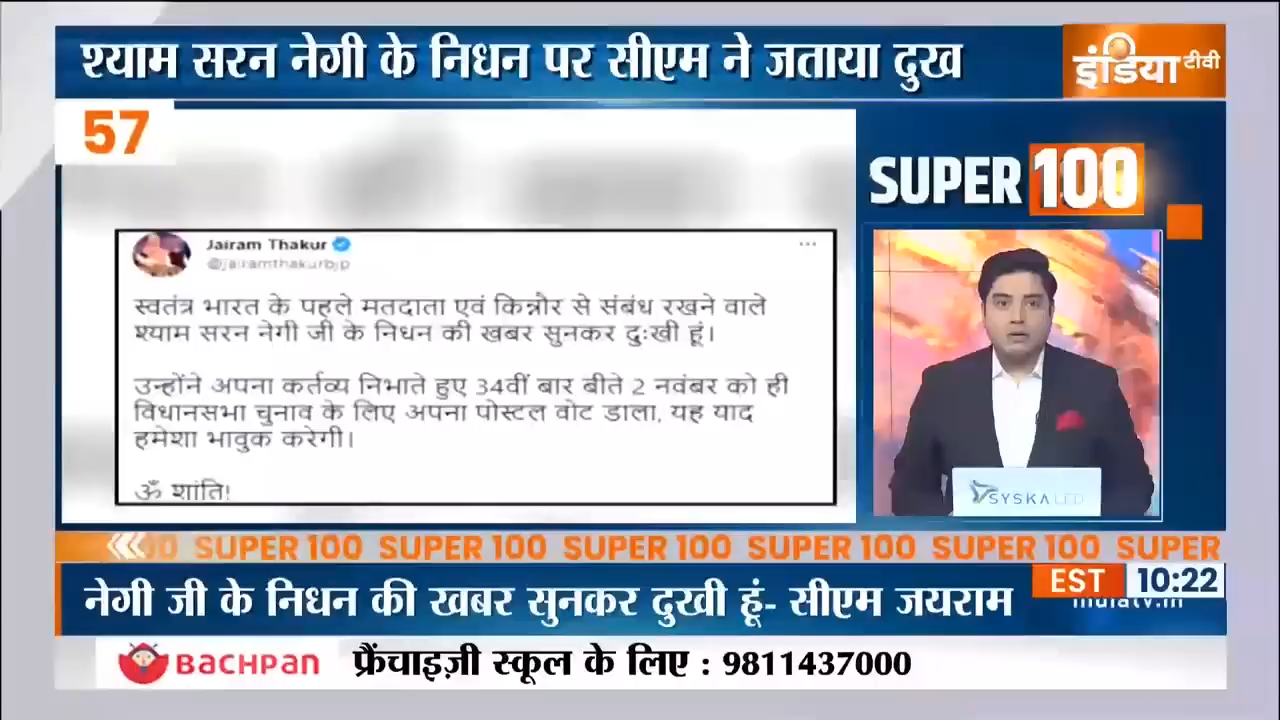 श्याम सरन नेगी के निधन पर सीएम ने जताया दुख
इंडिया टीवी
57
SUPER 100
Jairam Thakur
@jairamthakurbjp
स्वतंत्र भारत के पहले मतदाता एवं किन्नौर से संबंध रखने वाले
श्याम सरन नेगी जी के निधन की खबर सुनकर दुःखी हूं।
उन्होंने अपना कर्तव्य निभाते हुए 34वीं बार बीते 2 नवंबर को ही
विधानसभा चुनाव के लिए अपना पोस्टल वोट डाला, यह याद
हमेशा भावुक करेगी।
ॐ शांति!
SYSKA LED
SUPER 100 SUPER 100 SUPER 100 SUPER 100 SUPER 100 SUPER
नेगी जी के निधन की खबर सुनकर दुखी हूं- सीएम जयराम
EST 10:22
BACHPAN फ्रैंचाइज़ी स्कूल के लिए : 9811437000